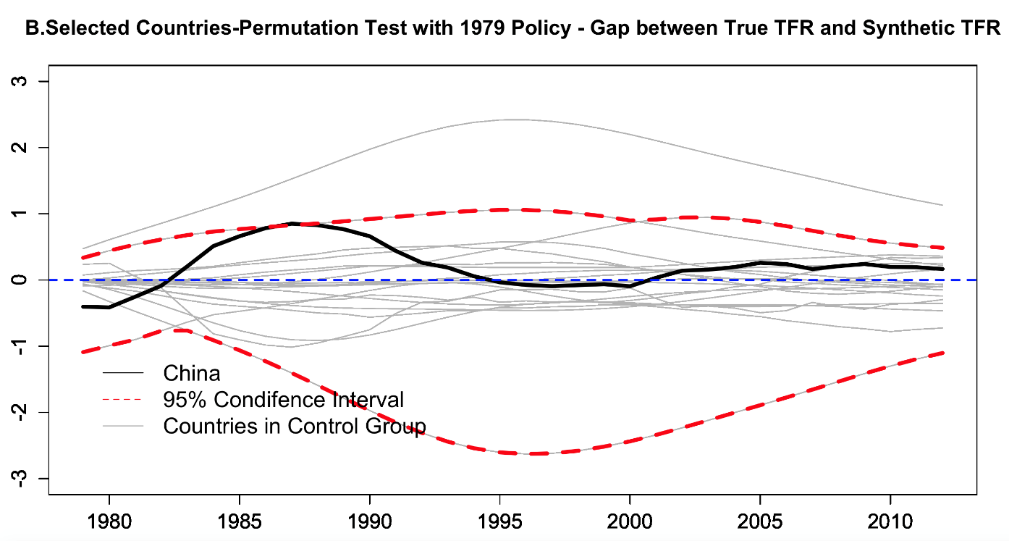 B.Selected Countries-Permutation Test with 1979 Policy - Gap between True TFR and Synthetic TFR
3
2
1
0
-1
-2
-3
China
95% Condifence Interval
Countries in Control Group
1980 1985 1990 1995 2000 2005 2010